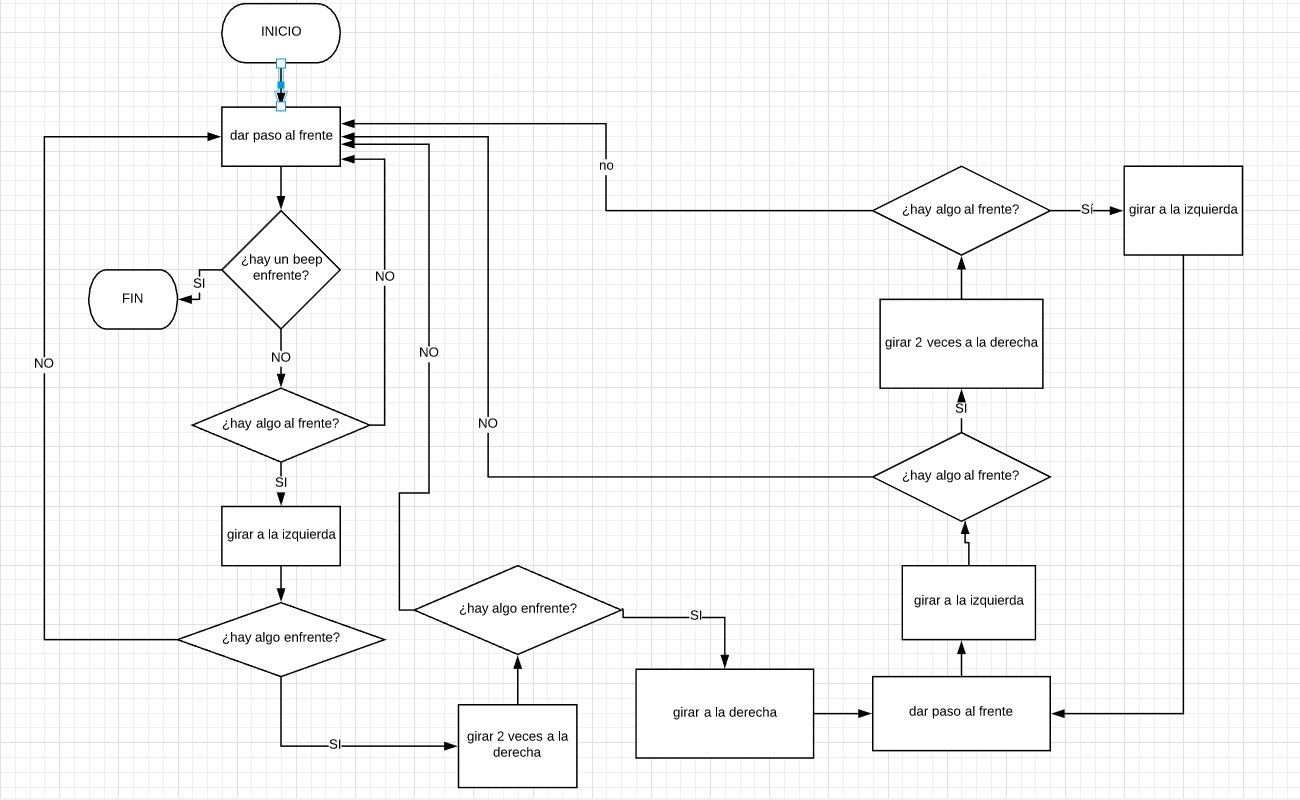 INICIO
dar paso al frente
no
¿hay algo al frente?
Sí
girar a la izquierda
¿hay un beep
enfrente?
SI
FIN
NO
NO
girar 2 veces a la derecha
NO
NO
SI
¿hay algo al frente?
NO
¿hay algo al frente?
SI
girar a la izquierda
girar a la izquierda
¿hay algo enfrente?
SI
¿hay algo enfrente?
girar a la derecha
dar paso al frente
SI
girar 2 veces a la
derecha